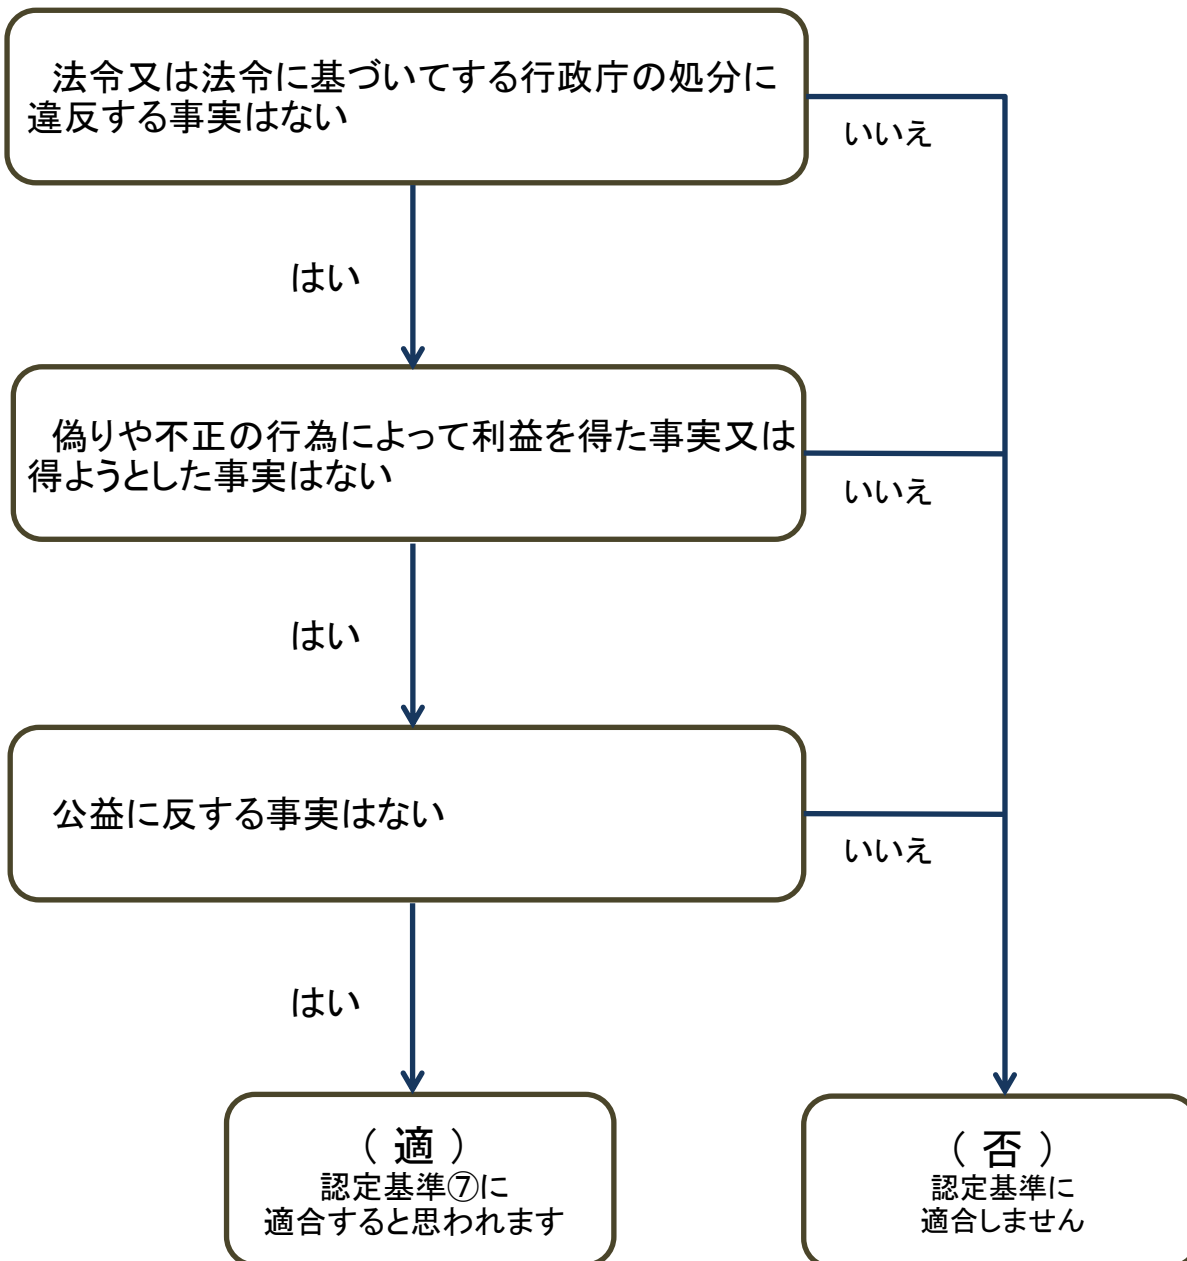 法令又は法令に基づいてする行政庁の処分に
違反する事実はない
いいえ
はい
偽りや不正の行為によって利益を得た事実又は
得ようとした事実はない
いいえ
はい
公益に反する事実はない
いいえ
はい
（ 適 ）
認定基準⑦に
適合すると思われます
（ 否 ）
認定基準に
適合しません